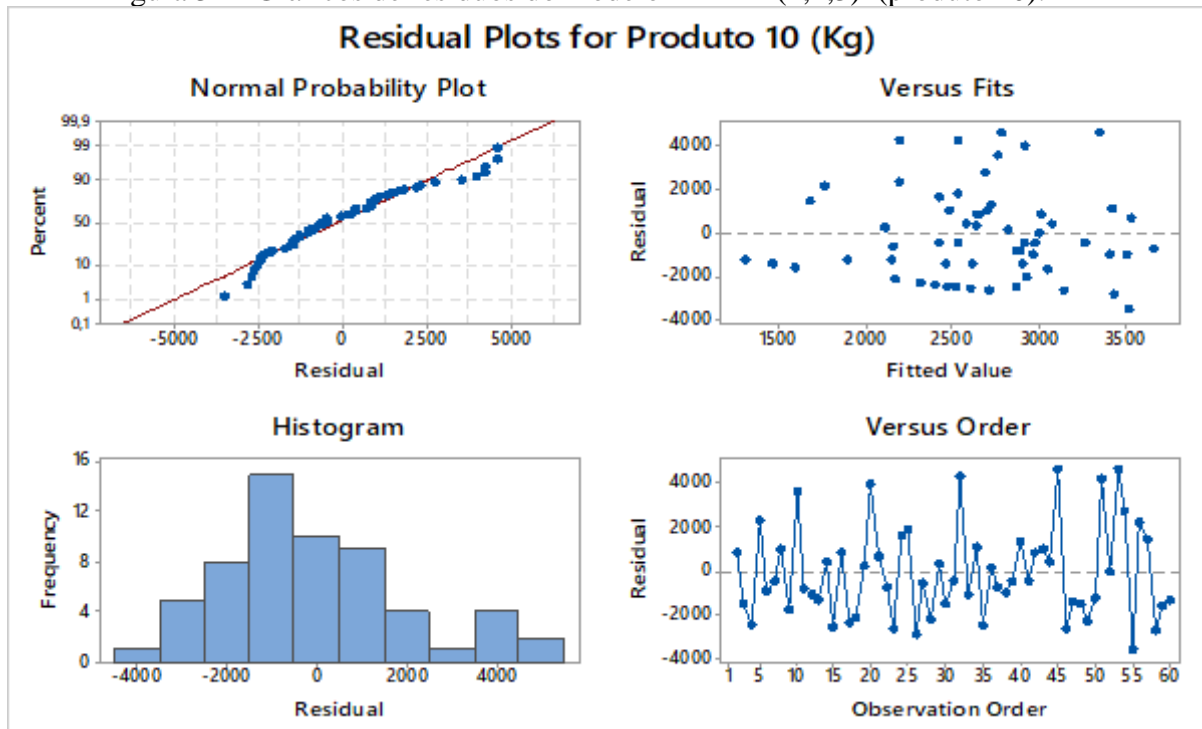 Residual Plots for Produto 10 (Kg)
Normal Probability Plot
99,9
99
90
50
10
1
0,1
Percent
-5000 -2500 0 2500 5000
Residual
Versus Fits
4000
2000
0
-2000
-4000
Residual
1500 2000 2500 3000 3500
Fitted Value
Histogram
16
12
8
4
0
Frequency
-4000 -2000 0 2000 4000
Residual
Versus Order
4000
2000
0
-2000
-4000
Residual
1 5 10 15 20 25 30 35 40 45 50 55 60
Observation Order